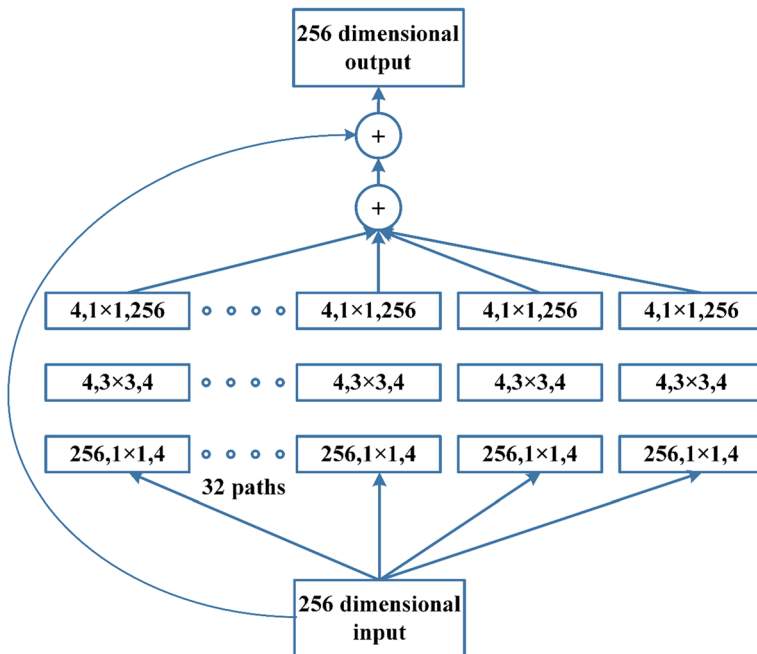 256 dimensional
output
+
+
4,1×1,256 4,1×1,256 4,1×1,256 4,1×1,256
4,3×3,4 4,3×3,4 4,3×3,4 4,3×3,4
256,1×1,4 256,1×1,4 256,1×1,4 256,1×1,4
32 paths
256 dimensional
input